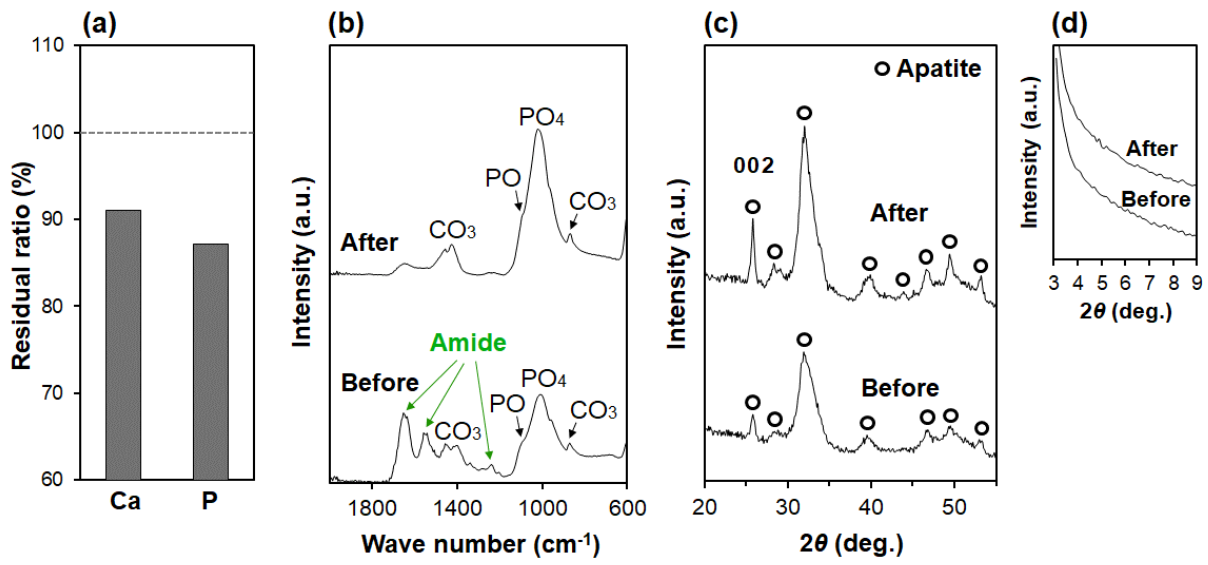 (a)
110
100
90
80
70
60
Residual ratio (%)
Ca
P
(b)
Intensity (a.u.)
PO4
PO
CO3
CO3
After
Amide
Before
PO4
PO
CO3
CO3
1800
1400
1000
600
Wave number (cm-1)
(c)
Intensity (a.u.)
Apatite
002
After
Before
20
30
40
50
2θ (deg.)
(d)
Intensity (a.u.)
After
Before
3 4 5 6 7 8 9
2θ (deg.)